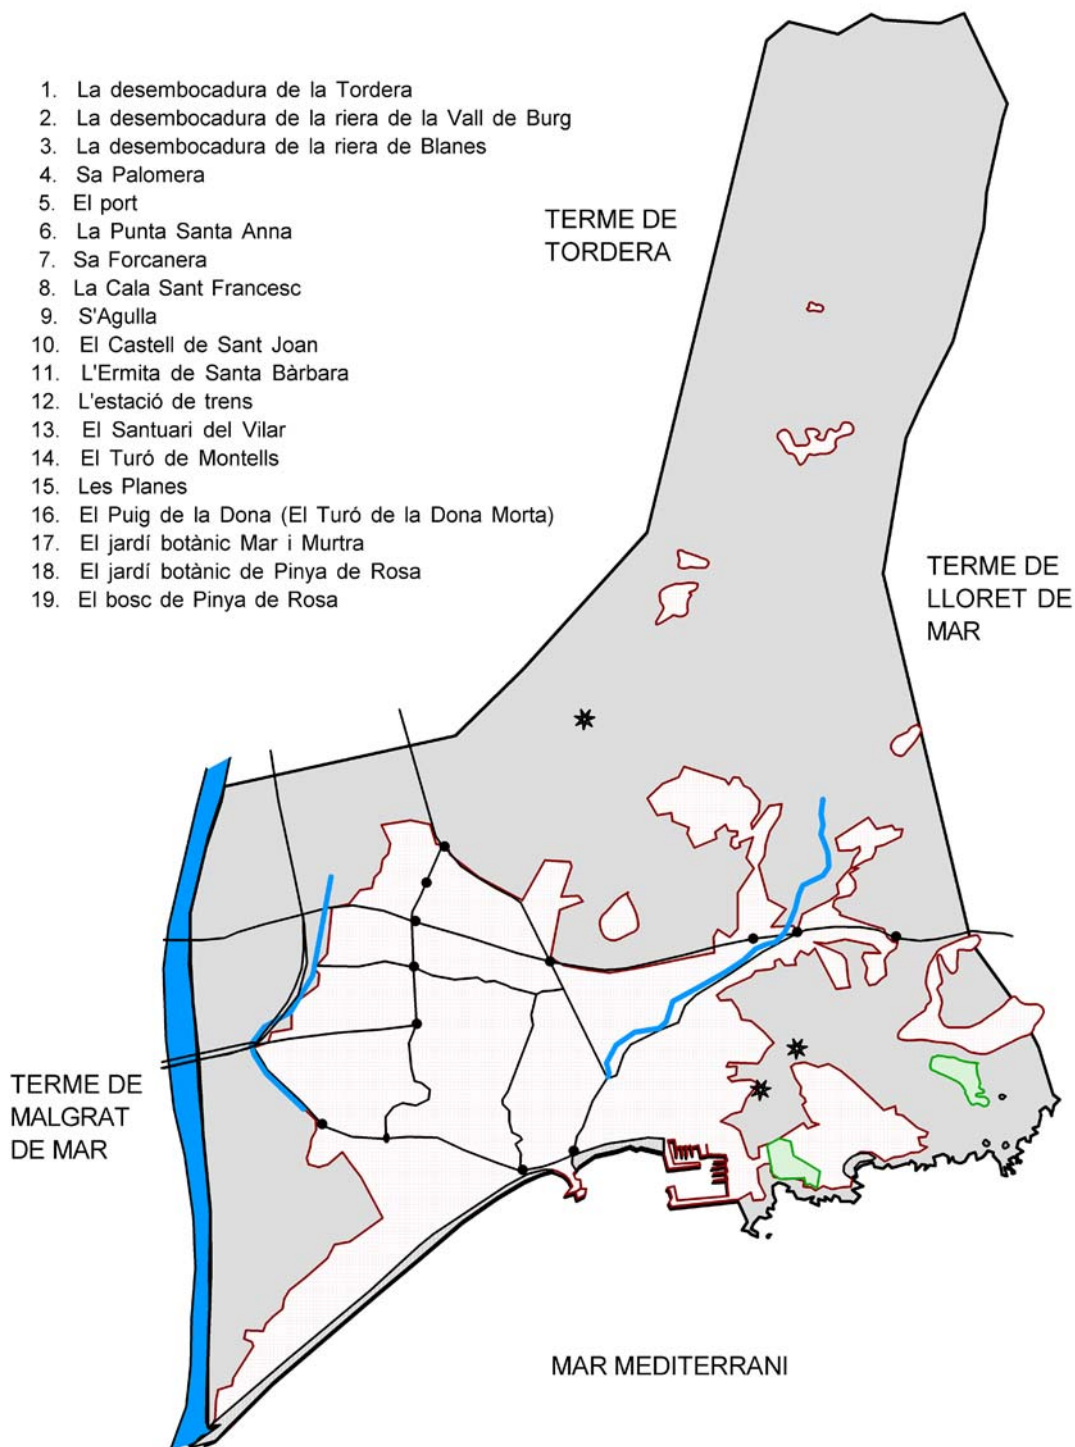 1. La desembocadura de la Tordera
2. La desembocadura de la riera de la Vall de Burg
3. La desembocadura de la riera de Blanes
4. Sa Palomera
5. El port
6. La Punta Santa Anna
7. Sa Forcanera
8. La Cala Sant Francesc
9. S'Agulla
10. El Castell de Sant Joan
11. L'Ermita de Santa Bàrbara
12. L'estació de trens
13. El Santuari del Vilar
14. El Turó de Montells
15. Les Planes
16. El Puig de la Dona (El Turó de la Dona Morta)
17. El jardí botànic Mar i Murtra
18. El jardí botànic de Pinya de Rosa
19. El bosc de Pinya de Rosa
TERME DE
TORDERA
TERME DE
LLORET DE
MAR
TERME DE
MALGRAT
DE MAR
MAR MEDITERRANI